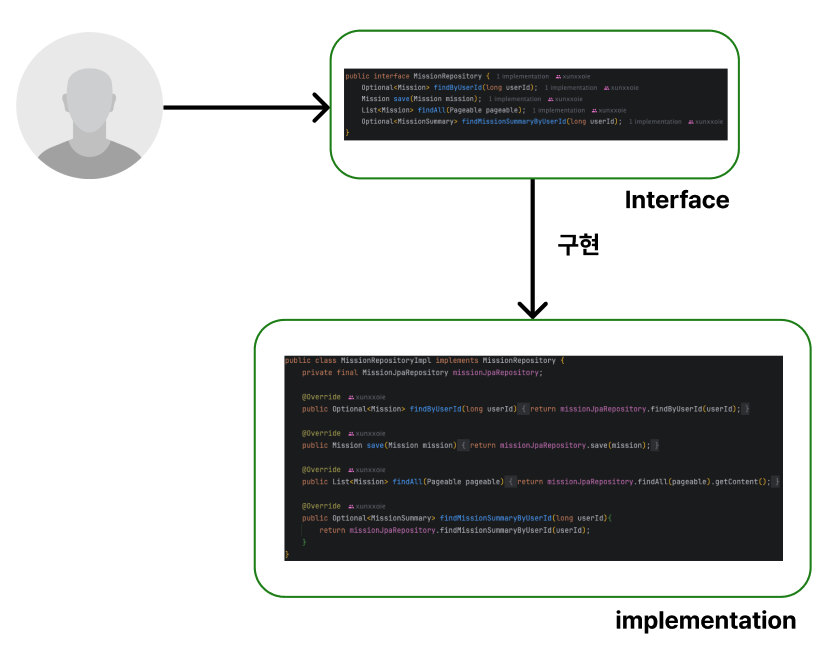 public interface MissionRepository { 1 implementation xunxxoie
Optional<Mission> findByUserId(long userId); 1 implementation xunxxoie
Mission save(Mission mission); 1 implementation xunxxoie
List<Mission> findAll(Pageable pageable); 1 implementation xunxxoie
Optional<MissionSummary> findMissionSummaryByUserId(long userId); 1 implementation xunxxoie
}
Interface
구현
public class MissionRepositoryImpl implements MissionRepository {
private final MissionJpaRepository missionJpaRepository;
@Override xunxxoie
public Optional<Mission> findByUserId(long userId) { return missionJpaRepository.findByUserId(userId); }
@Override xunxxoie
public Mission save(Mission mission) { return missionJpaRepository.save(mission); }
@Override xunxxoie
public List<Mission> findAll(Pageable pageable) { return missionJpaRepository.findAll(pageable).getContent(); }
@Override xunxxoie
public Optional<MissionSummary> findMissionSummaryByUserId(long userId){
return missionJpaRepository.findMissionSummaryByUserId(userId);
}
}
implementation